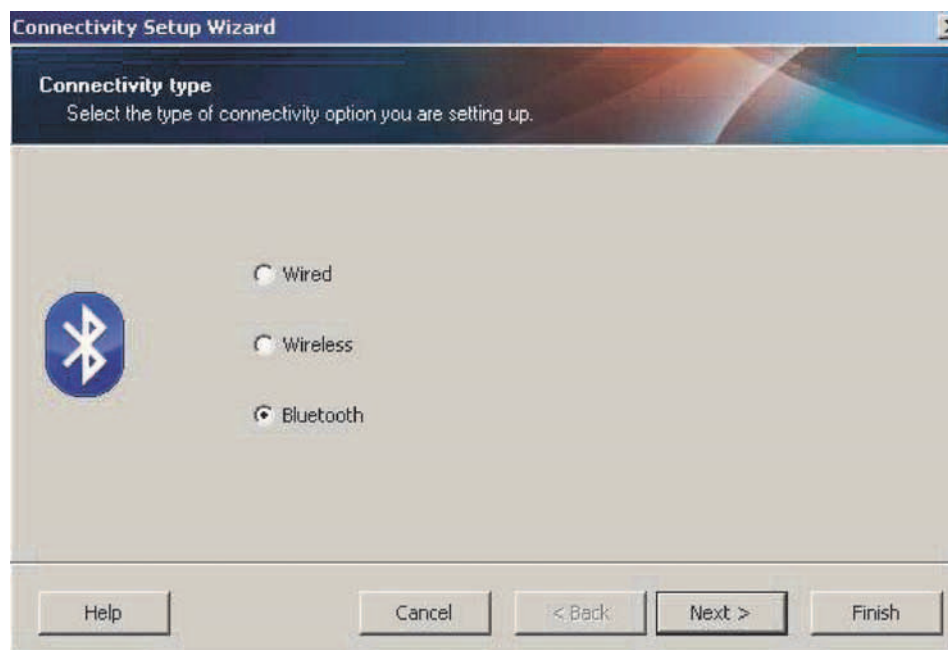 Connectivity Setup Wizard
Connectivity type
Select the type of connectivity option you are setting up.
Wired
Wireless
Bluetooth
Help
Cancel
< Back
Next >
Finish